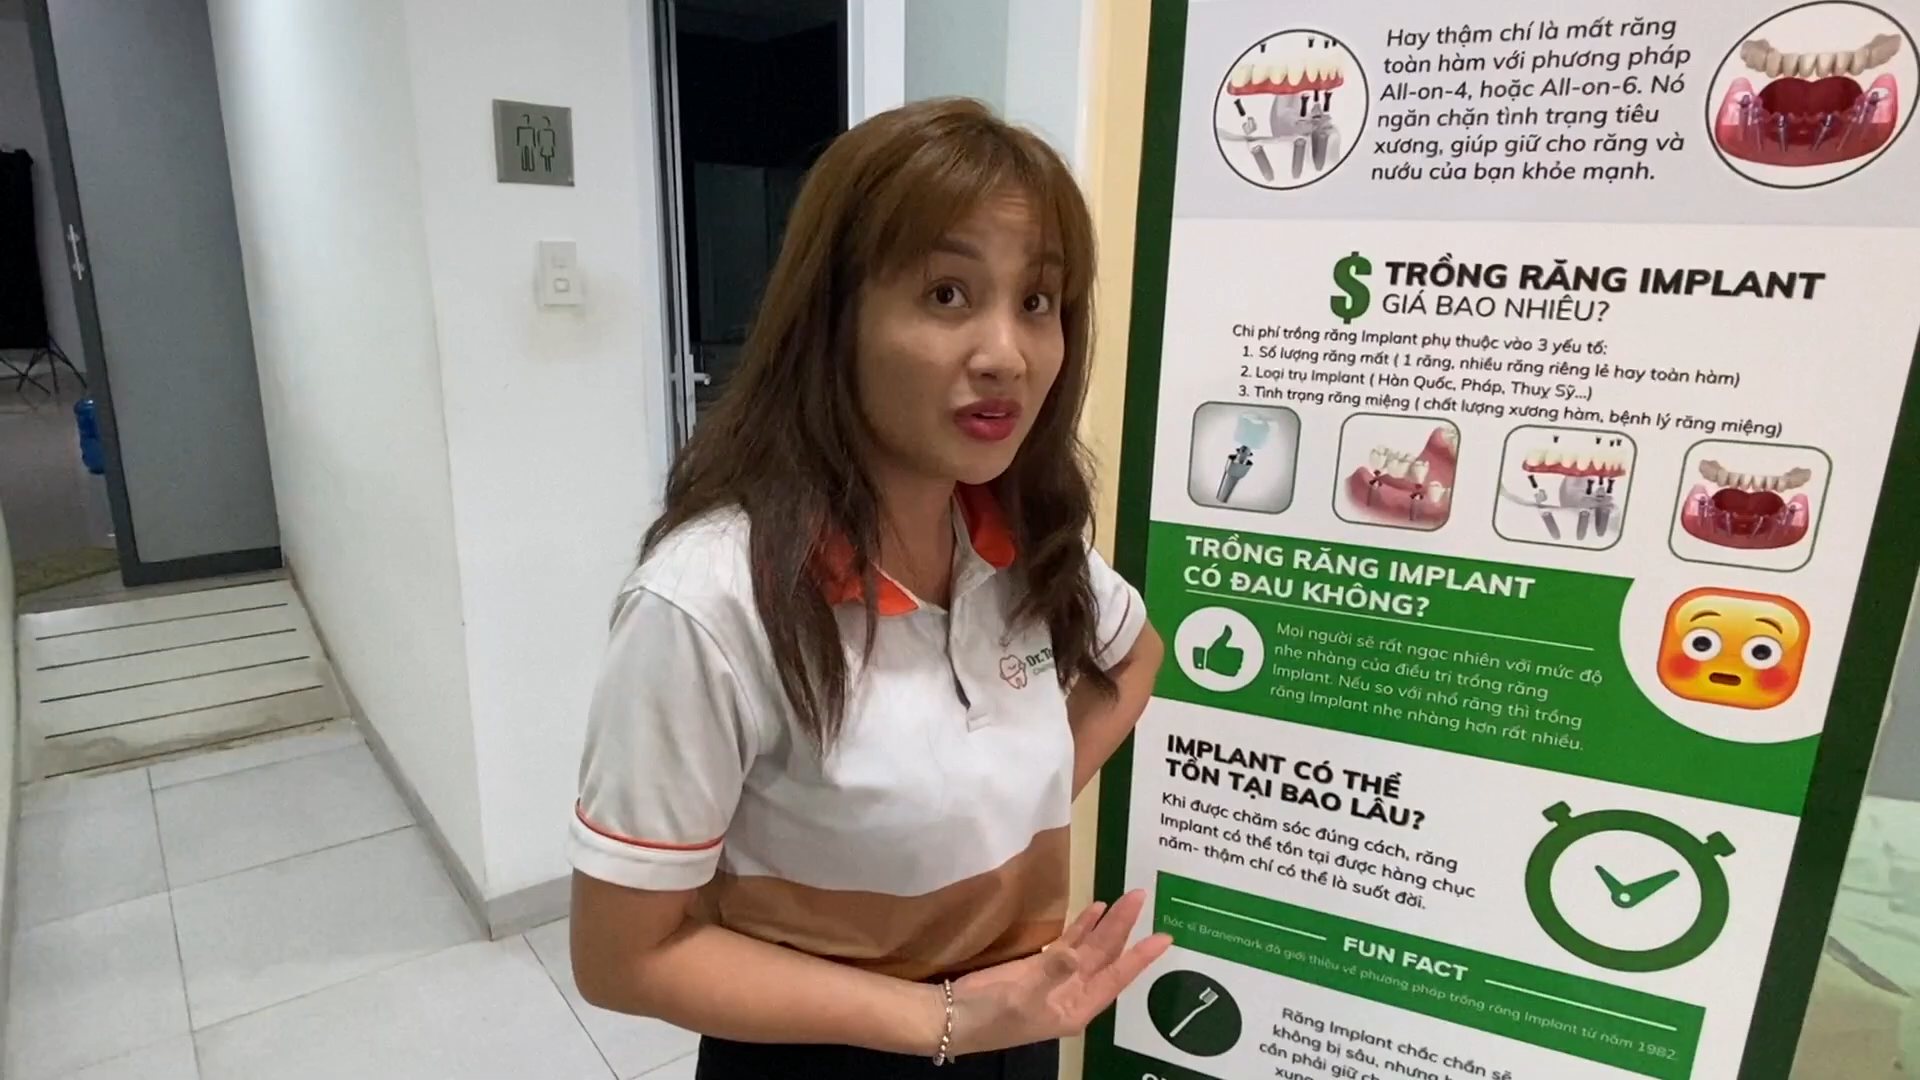 Hay thậm chí là mất răng
toàn hàm với phương pháp
All-on-4, hoặc All-on-6. Nó
ngăn chặn tình trạng tiêu
xương, giúp giữ cho răng và
nướu của bạn khỏe mạnh.
$ TRỒNG RĂNG IMPLANT
GIÁ BAO NHIÊU?
Chi phí trồng răng Implant phụ thuộc vào 3 yếu tố:
1. Số lượng răng mất ( 1 răng, nhiều răng riêng lẻ hay toàn hàm)
2. Loại trụ Implant ( Hàn Quốc, Pháp, Thuỵ Sỹ...)
3. Tình trạng răng miệng ( chất lượng xương hàm, bệnh lý răng miệng)
TRỒNG RĂNG IMPLANT
CÓ ĐAU KHÔNG?
Mọi người sẽ rất ngạc nhiên với mức độ
nhẹ nhàng của điều trị trồng răng
Implant. Nếu so với nhổ răng thì trồng
răng Implant nhẹ nhàng hơn rất nhiều.
Dr.
IMPLANT CÓ THỂ
TỒN TẠI BAO LÂU?
Khi được chăm sóc đúng cách, răng
Implant có thể tồn tại được hàng chục
năm- thậm chí có thể là suốt đời.
FUN FACT
Bác sĩ Branemark đã giới thiệu về phương pháp trồng răng Implant từ năm 1982.
Răng Implant chắc chắn sẽ
không bị sâu, nhưng
cần phải giữ